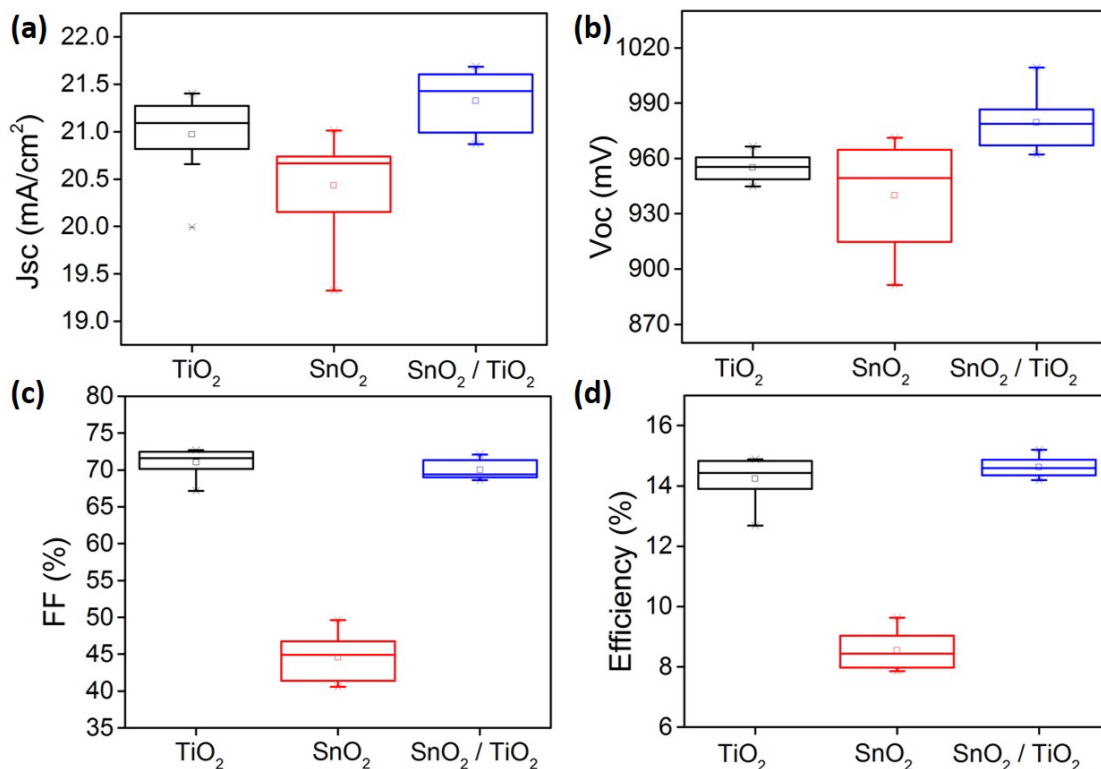 (a)
Jsc (mA/cm²)
22.0
21.5
21.0
20.5
20.0
19.5
19.0
TiO₂ SnO₂ SnO₂ / TiO₂
(b)
Voc (mV)
1020
990
960
930
900
870
TiO₂ SnO₂ SnO₂ / TiO₂
(c)
FF (%)
80
75
70
65
60
55
50
45
40
35
TiO₂ SnO₂ SnO₂ / TiO₂
(d)
Efficiency (%)
16
14
12
10
8
6
TiO₂ SnO₂ SnO₂ / TiO₂